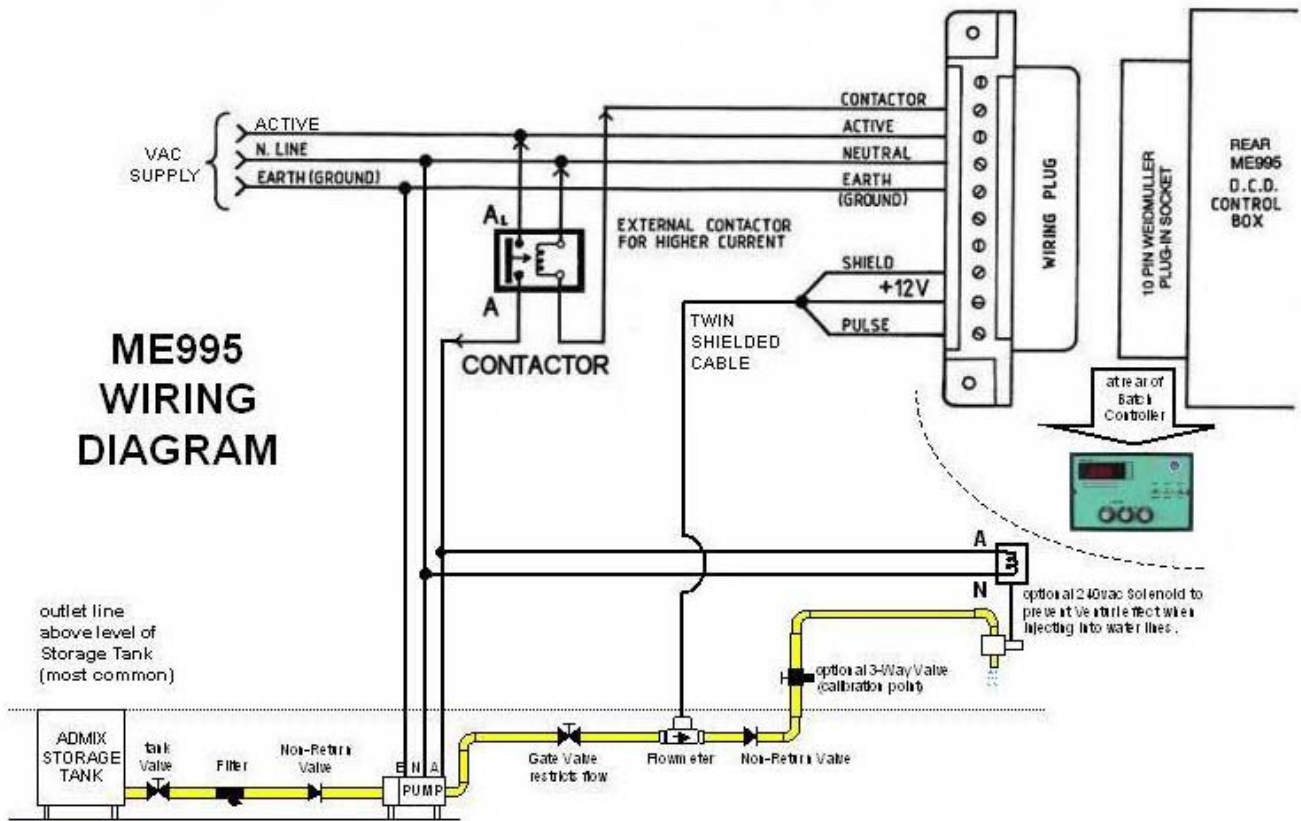 CONTACTOR
ACTIVE
ACTIVE
N. LINE
NEUTRAL
VAC
SUPPLY
EARTH (GROUND)
EARTH
(GROUND)
WIRING PLUG
10 PIN WEIDMULLER
PLUG-IN SOCKET
REAR
ME995
D.C.D.
CONTROL
BOX
A1
EXTERNAL CONTACTOR
FOR HIGHER CURRENT
A
CONTACTOR
SHIELD
+12V
PULSE
TWIN
SHIELDED
CABLE
ME995
WIRING
DIAGRAM
at rear of
Batch
Controller
A
N
optional 240vac Solenoid to
prevent Venturi effect when
injecting into water lines.
outlet line
above level of
Storage Tank
(most common)
optional 3-Way Valve
(calibration point)
ADMIX
STORAGE
TANK
tank
Valve
Filter
Non-Return
Valve
E N A
PUMP
Gate Valve
restricts flow
Flowmeter
Non-Return Valve